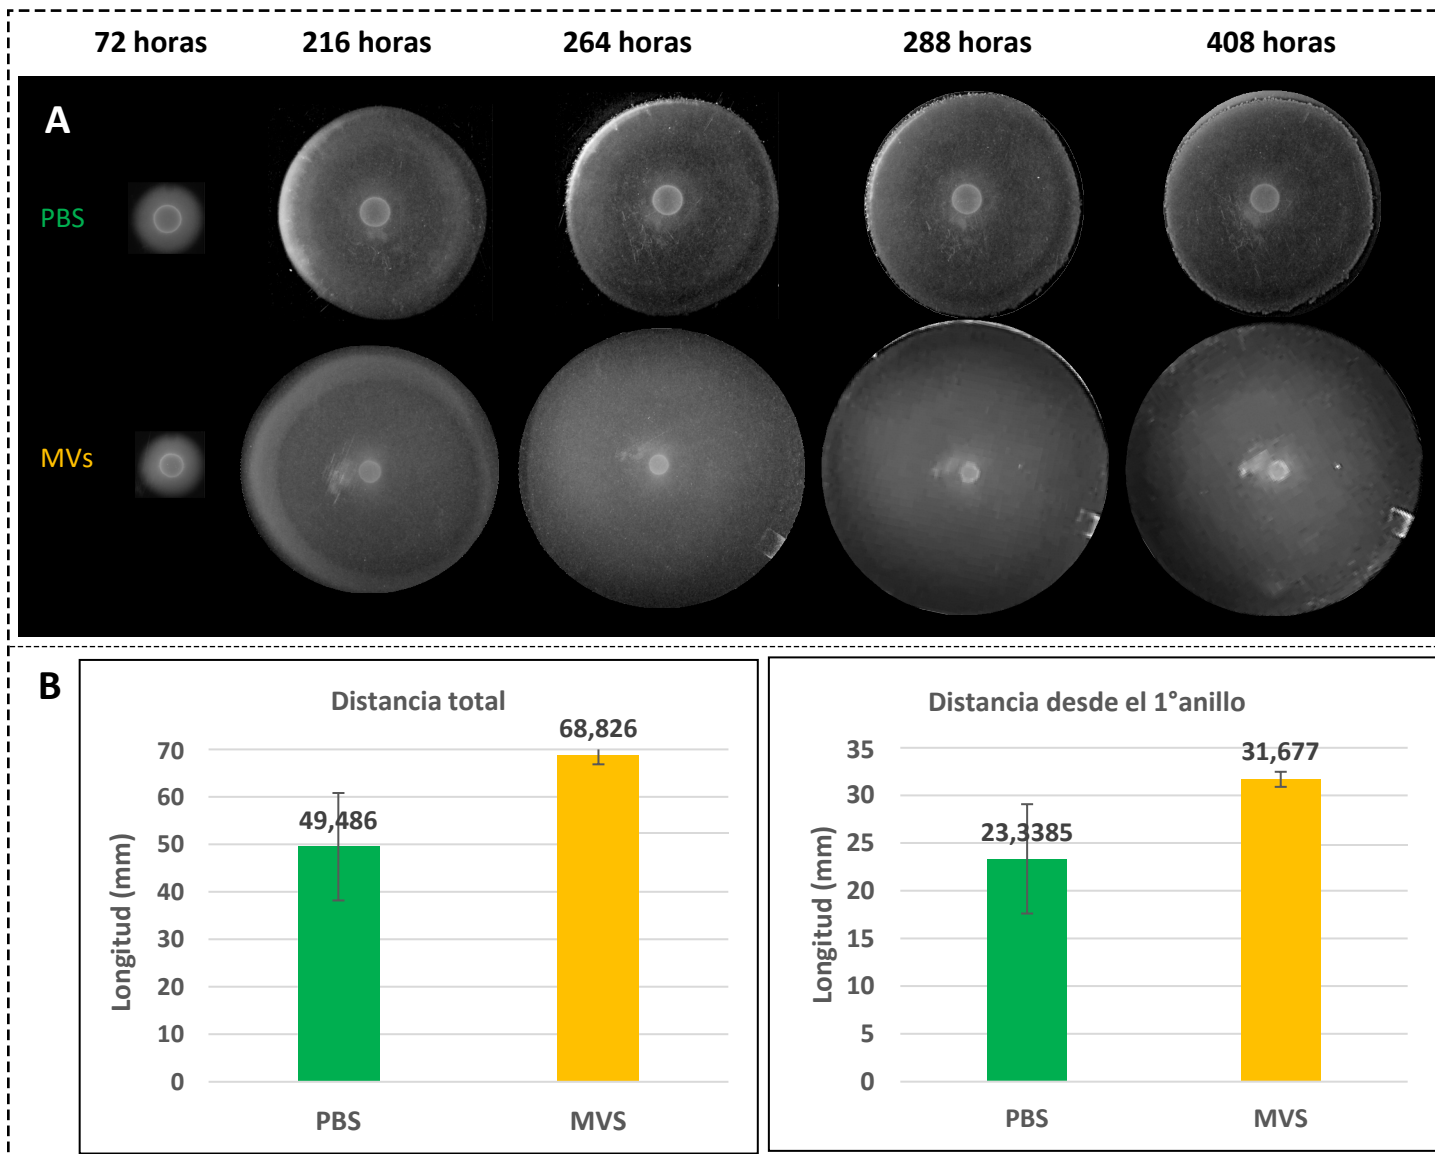 72 horas 216 horas 264 horas 288 horas 408 horas
A
PBS
MVs
B
Distancia total
68,826
49,486
70
60
50
40
30
20
10
0
Longitud (mm)
PBS MVS
Distancia desde el 1°anillo
31,677
23,3385
35
30
25
20
15
10
5
0
Longitud (mm)
PBS MVS